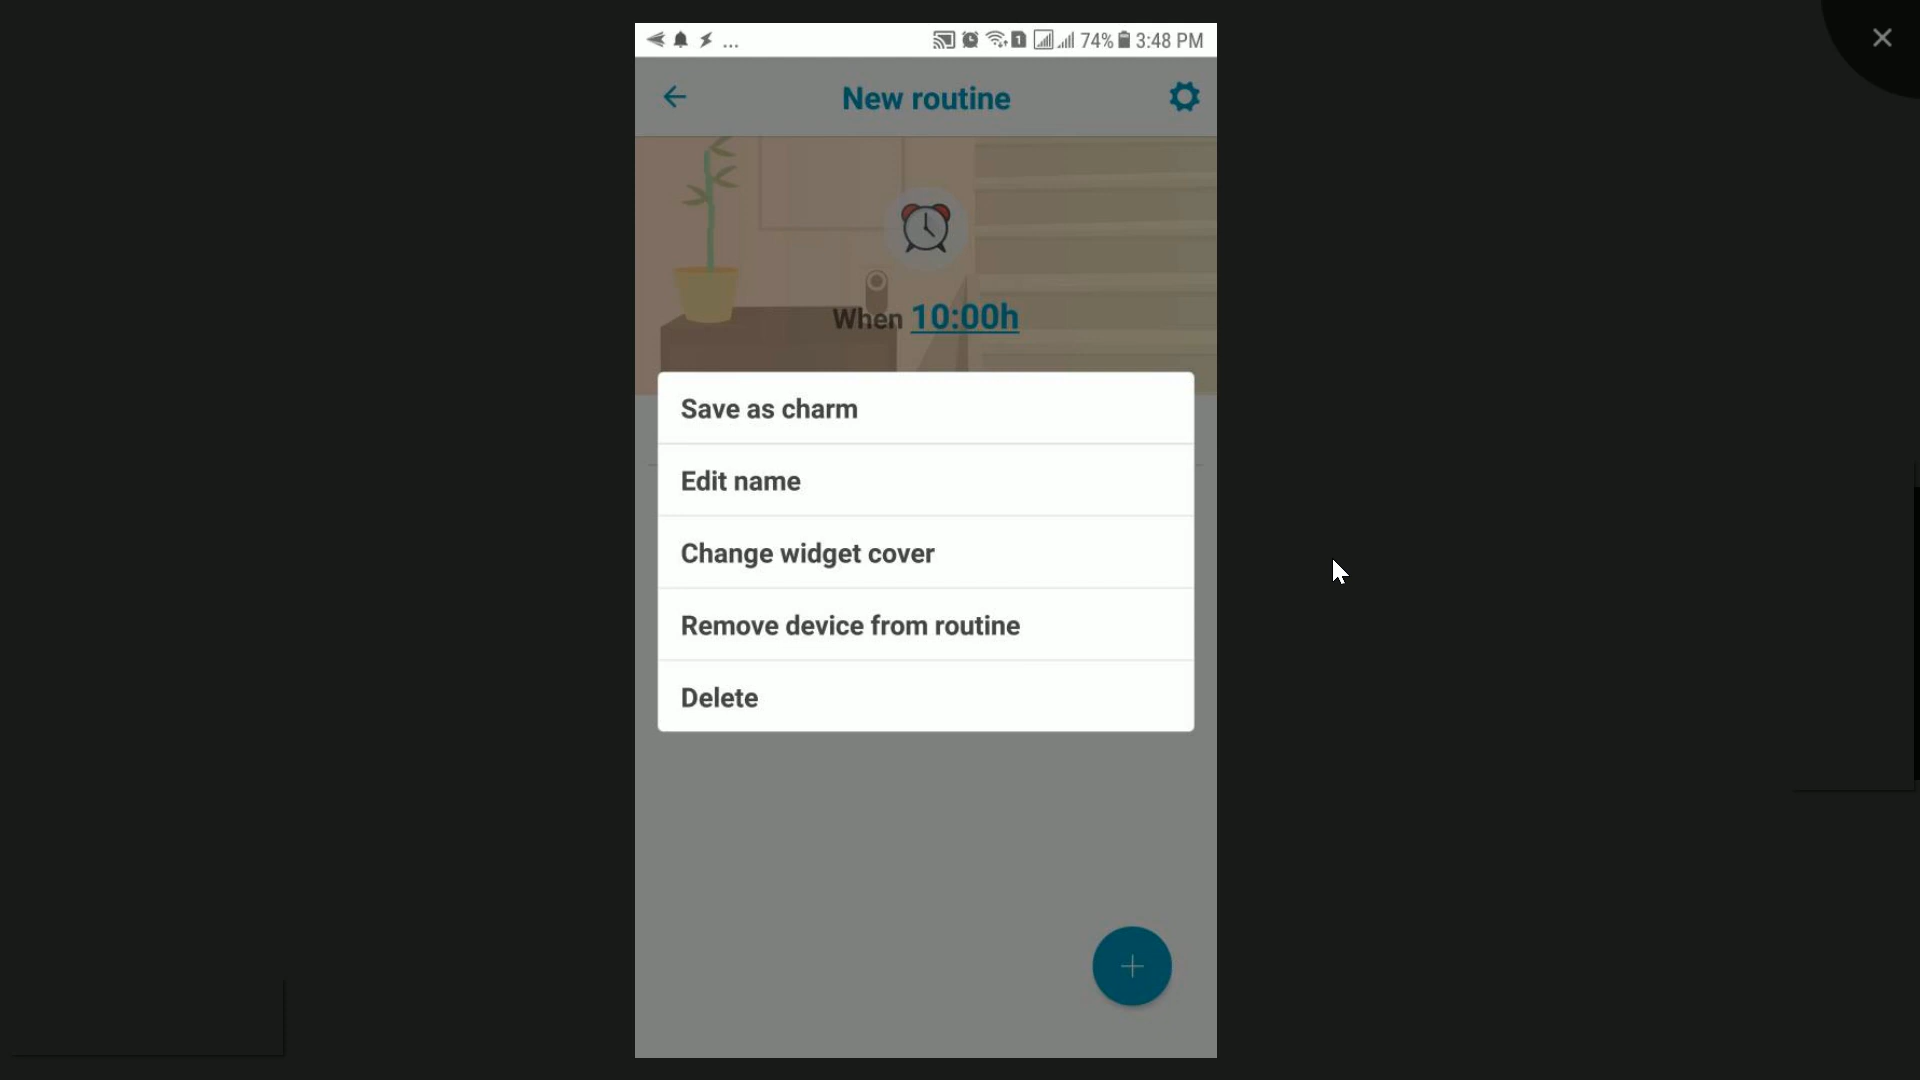 ... 1 74% 3:48 PM
New routine
When 10:00h
Save as charm
Edit name
Change widget cover
Remove device from routine
Delete